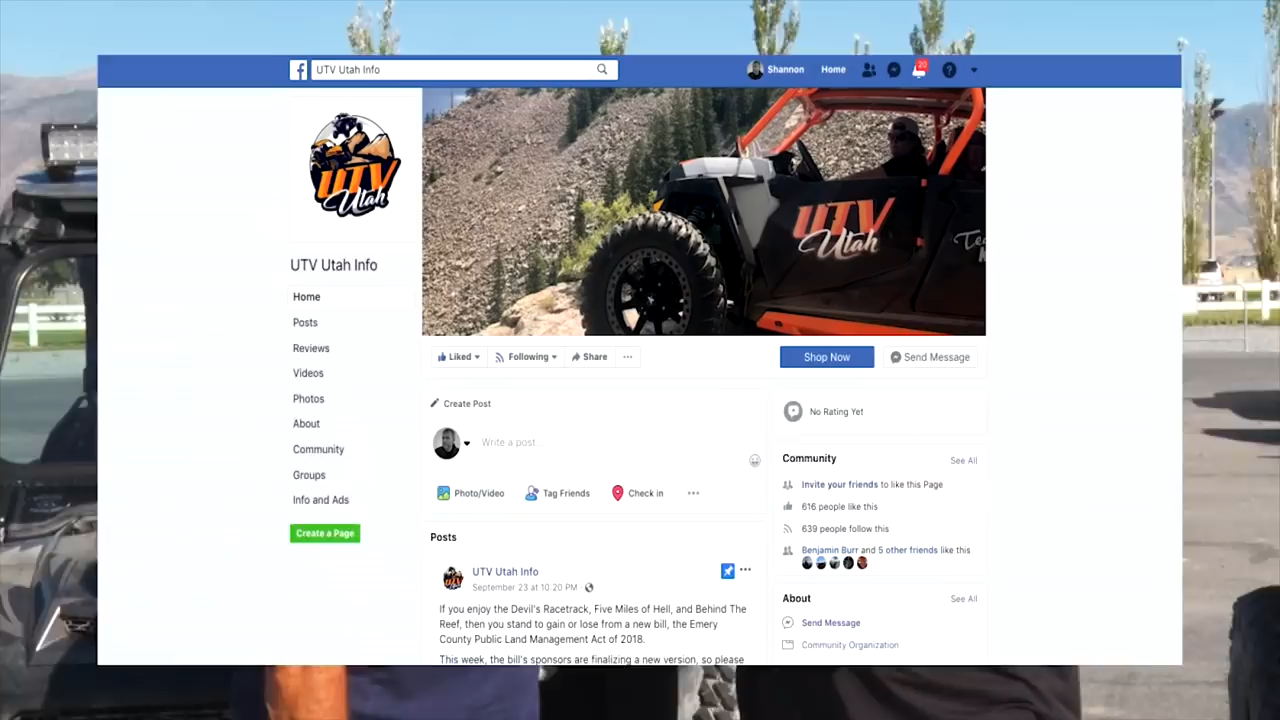 UTV Utah Info
Shannon
Home
20
UTV
Utah
UTV
Utah
UTV Utah Info
Home
Posts
Reviews
Videos
Photos
About
Community
Groups
Info and Ads
Create a Page
Liked
Following
Share
Shop Now
Send Message
Create Post
Write a post...
Photo/Video
Tag Friends
Check in
No Rating Yet
Community
See All
Invite your friends to like this Page
616 people like this
639 people follow this
Benjamin Burr and 5 other friends like this
Posts
UTV Utah Info
September 23 at 10:20 PM
If you enjoy the Devil's Racetrack, Five Miles of Hell, and Behind The
Reef, then you stand to gain or lose from a new bill, the Emery
County Public Land Management Act of 2018.
This week, the bill's sponsors are finalizing a new version, so please
About
See All
Send Message
Community Organization